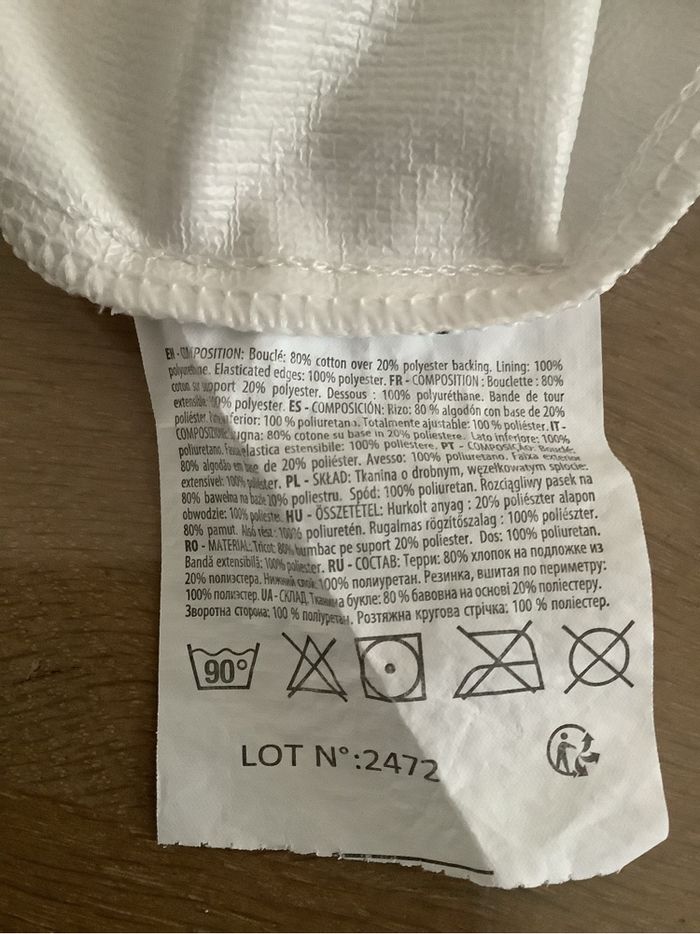 EN - COMPOSITION: Bouclé: 80% cotton over 20% polyester backing. Lining: 100%
polyurethine. Elasticated edges: 100% polyester. FR - COMPOSITION : Bouclette : 80%
coton sur support 20% polyester. Dessous : 100% polyuréthane. Bande de tour
extensible 100% polyester. ES - COMPOSICIÓN: Rizo: 80 % algodón con base de 20%
poliéster. inferior: 100 % poliuretano. Totalmente ajustable: 100 % poliéster. IT -
COMPOSIZIONE: 80% cotone su base in 20% poliestere. Lato inferiore: 100%
poliuretano. Fascia elastica estensibile: 100% poliestere. PT - COMPOSIÇÃO: Bouclé:
80% algodão em base de 20% poliéster. Avesso: 100% poliuretano. Faixa exterior
extensível: 100% poliéster. PL - SKŁAD: Tkanina o drobnym, węzełkowatym splocie:
80% bawełna na bazie 20% poliestru. Spód: 100% poliuretan. Rozciągliwy pasek na
obwodzie: 100% poliester. HU - ÖSSZETÉTEL: Hurkolt anyag : 20% poliészter alapon
80% pamut. Alsó rész : 100% poliuretén. Rugalmas rögzítőszalag : 100% poliészter.
RO - MATERIAL: Tricot: 80% bumbac pe suport 20% poliester. Dos: 100% poliuretan.
Bandă extensibilă: 100% poliester. RU - СОСТАВ: Терри: 80% хлопок на подложке из
20% полиэстера. Нижний слой: 100% полиуретан. Резинка, вшитая по периметру:
100% полиэстер. UA - СКЛАД. Тканина букле: 80 % бавовна на основі 20% поліестеру.
Зворотна сторона: 100 % поліуретан. Розтяжна кругова стрічка: 100 % поліестер.
90°
LOT N°:2472